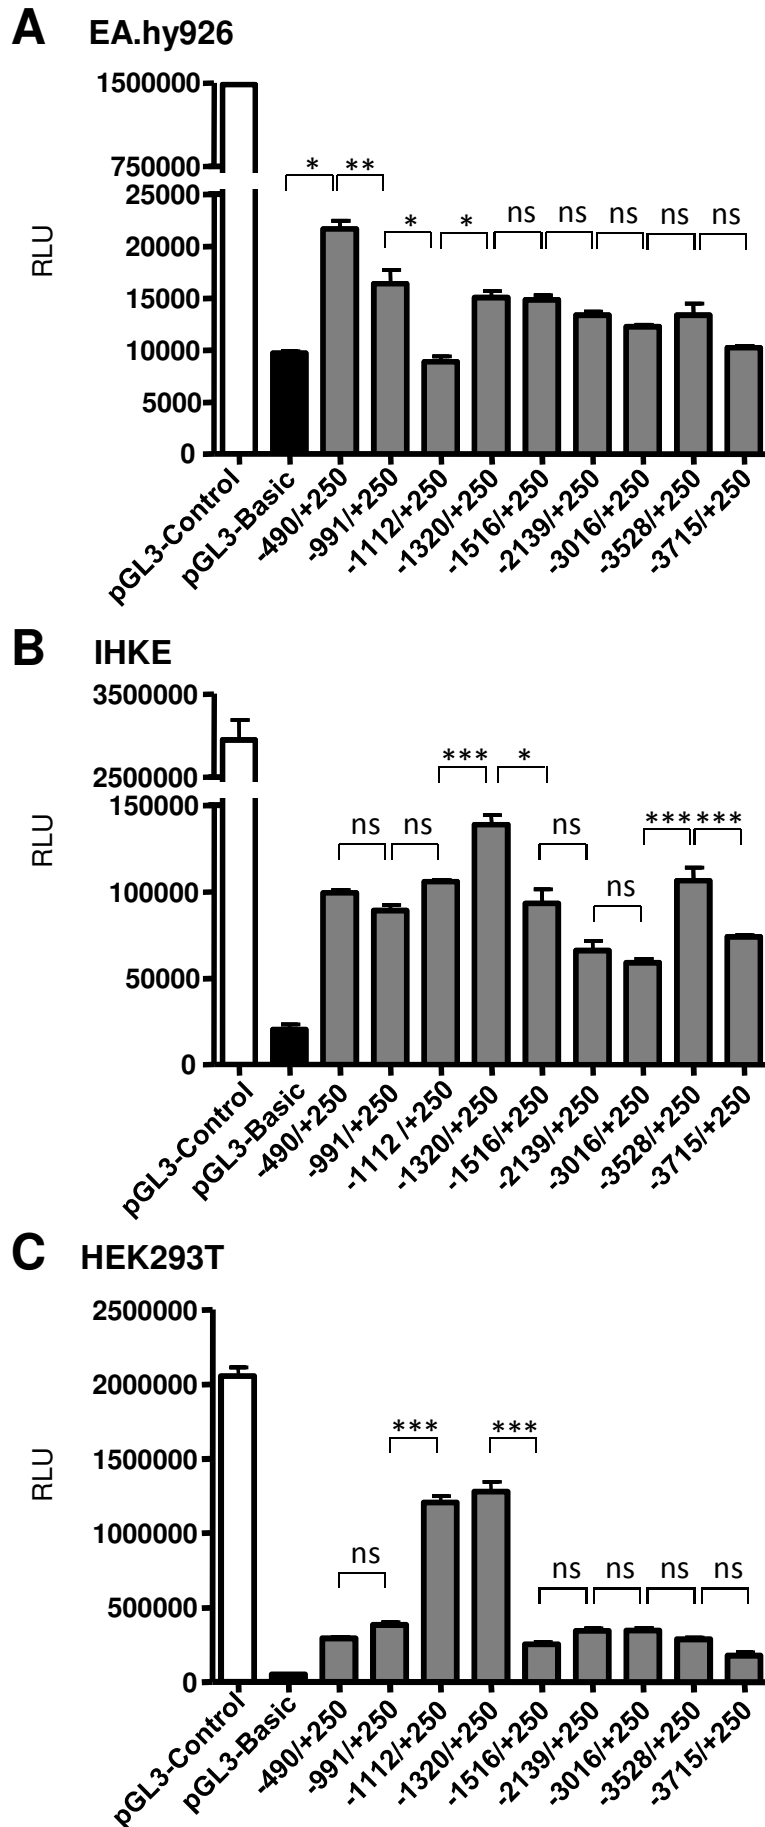 A EA.hy926
1500000
750000
* **
25000
* * ns ns ns ns ns
20000
RLU
15000
10000
5000
0
pGL3-Control pGL3-Basic -490/+250 -991/+250 -1112/+250 -1320/+250 -1516/+250 -2139/+250 -3016/+250 -3528/+250 -3715/+250
B IHKE
3500000
2500000
*** *
150000
ns ns ns ns *** ***
RLU
100000
50000
0
pGL3-Control pGL3-Basic -490/+250 -991/+250 -1112 /+250 -1320/+250 -1516/+250 -2139/+250 -3016/+250 -3528/+250 -3715/+250
C HEK293T
2500000
2000000
*** ***
RLU
1500000
1000000
ns ns ns ns ns
500000
0
pGL3-Control pGL3-Basic -490/+250 -991/+250 -1112/+250 -1320/+250 -1516/+250 -2139/+250 -3016/+250 -3528/+250 -3715/+250